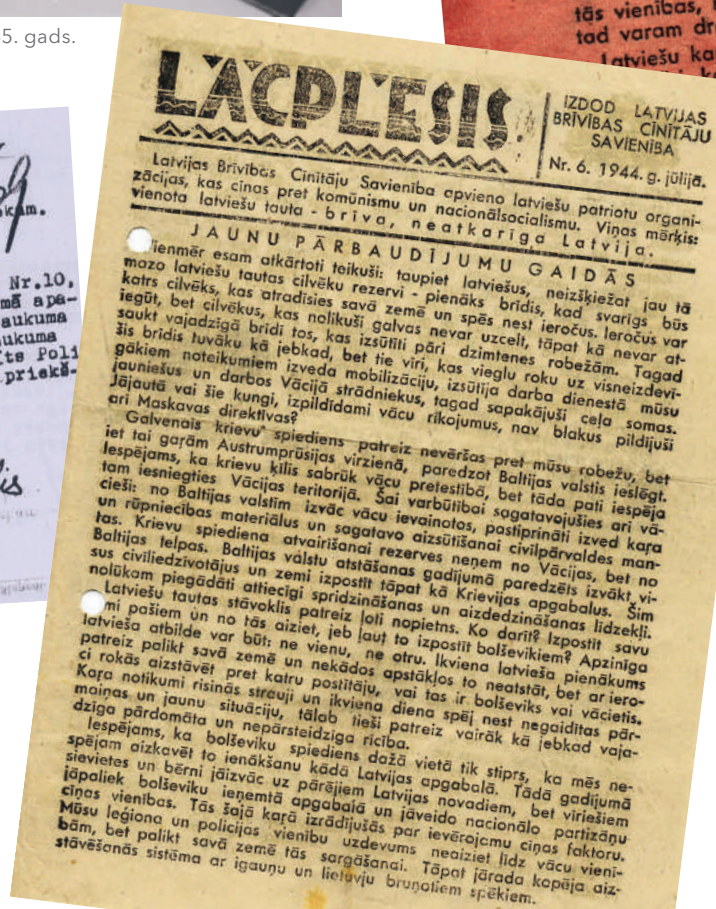 5. gads.
tās vienības,
tad varam
Latviešu
Nr.10,
LĀČPLĒSIS
IZDOD LATVIJAS
BRĪVĪBAS CĪNĪTĀJU
SAVIENĪBA
Nr. 6. 1944. g. jūlijā.
Latvijas Brīvības Cīnītāju Savienība apvieno latviešu patriotu organi-
zācijas, kas cīnas pret komūnismu un nacionālsocialismu. Viņas mērķis:
vienota latviešu tauta - brīva, neatkarīga Latvija.
JAUNU PĀRBAUDĪJUMU GAIDĀS
Vienmēr esam atkārtoti teikuši: taupiet latviešus, neizšķiežat jau tā
mazo latviešu tautas cilvēku rezervi - pienāks brīdis, kad svarīgs būs
katrs cilvēks, kas atradīsies savā zemē un spēs nest ieročus. Ieročus var
iegūt, bet cilvēkus, kas nolikuši galvas nevar uzcelt, tāpat kā nevar at-
saukt vajadzīgā brīdī tos, kas izsūtīti pāri dzimtenes robežām. Tagad
šis brīdis tuvāku kā jebkad, bet tie vīri, kas vieglu roku uz visneizdevī-
gākiem noteikumiem izveda mobilizāciju, izsūtīja darba dienestā mūsu
jauniešus un darbos Vācijā strādniekus, tagad sapakājuši ceļa somas.
Jājautā vai šie kungi, izpildīdami vācu rīkojumus, nav blakus pildījuši
arī Maskavas direktīvas?
Galvenais krievu spiediens patreiz nevēršas pret mūsu robežu, bet
iet tai garām Austrumprūsijas virzienā, paredzot Baltijas valstis ieslēgt.
Iespējams, ka krievu ķīlis sabrūk vācu pretestībā, bet tāda pati iespēja
tam iesniegties Vācijas teritorijā. Šai varbūtībai sagatavojušies arī vā-
cieši: no Baltijas valstīm izvāc vācu ievainotos, pastiprināti izved kaŗa
un rūpniecības materiālus un sagatavo aizsūtīšanai civilpārvaldes man-
tas. Krievu spiediena atvairīšanai rezerves neņem no Vācijas, bet no
Baltijas telpas. Baltijas valstu atstāšanas gadījumā paredzēts izvākt vi-
sus civiliedzīvotājus un zemi izpostīt tāpat kā Krievijas apgabalus. Šim
nolūkam piegādāti attiecīgi spridzināšanas un aizdedzināšanas līdzekļi.
Latviešu tautas stāvoklis patreiz ļoti nopietns. Ko darīt? Izpostīt savu
mi pašiem un no tās aiziet, jeb ļaut to izpostīt boļševikiem? Apzinīga
latvieša atbilde var būt: ne vienu, ne otru. Ikviena latvieša pienākums
patreiz palikt savā zemē un nekādos apstākļos to neatstāt, bet ar iero-
ci rokās aizstāvēt pret katru postītāju, vai tas ir boļševiks vai vācietis.
Kaŗa notikumi risinās strauji un ikviena diena spēj nest negaidītas pār-
maiņas un jaunu situāciju, tālab tieši patreiz vairāk kā jebkad vaja-
dzīga pārdomāta un nepārsteidzīga rīcība.
Iespējams, ka boļševiku spiediens dažā vietā tik stiprs, ka mēs ne-
spējam aizkavēt to ienākšanu kādā Latvijas apgabalā. Tādā gadījumā
sievietes un bērni jāizvāc uz pārējiem Latvijas novadiem, bet vīriešiem
jāpaliek boļševiku ieņemtā apgabalā un jāveido nacionālo partizāņu
cīņas vienības. Tās šajā kaŗā izrādījušās par ievērojamu cīņas faktoru.
Mūsu leģiona un policijas vienību uzdevums neaiziet līdz vācu vienī-
bām, bet palikt savā zemē tās sargāšanai. Tāpat jārada kopēja aiz-
stāvēšanās sistēma ar igauņu un lietuvju bruņotiem spēkiem.